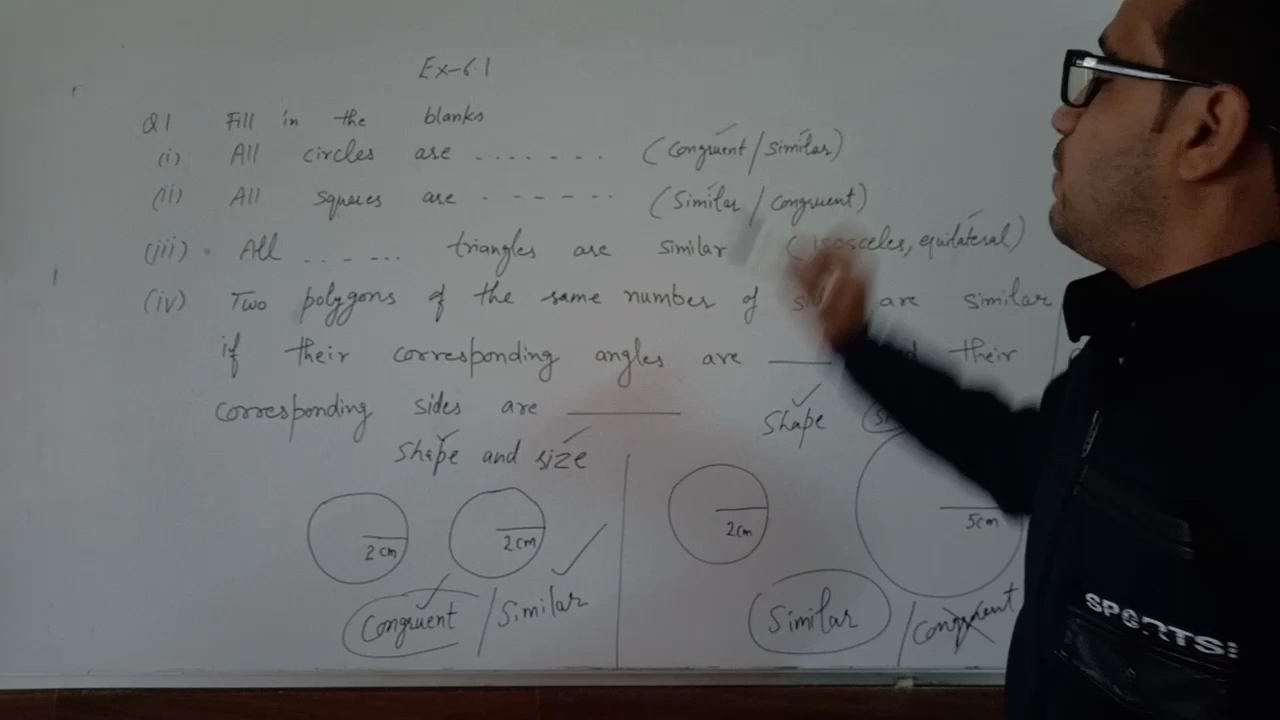 Ex-6.1
Q1 Fill in the blanks
(i) All circles are ....... (Congruent/similar)
(ii) All squares are - - - - - - (Similar/congruent)
(iii) All ...... triangles are similar (isosceles, equilateral)
(iv) Two polygons of the same number of are similar
if their corresponding angles are ___ their
corresponding sides are ___
Shape
Shape and size
2cm 2cm 2cm 5cm
Congruent/Similar
Similar/congruent
SPORTS